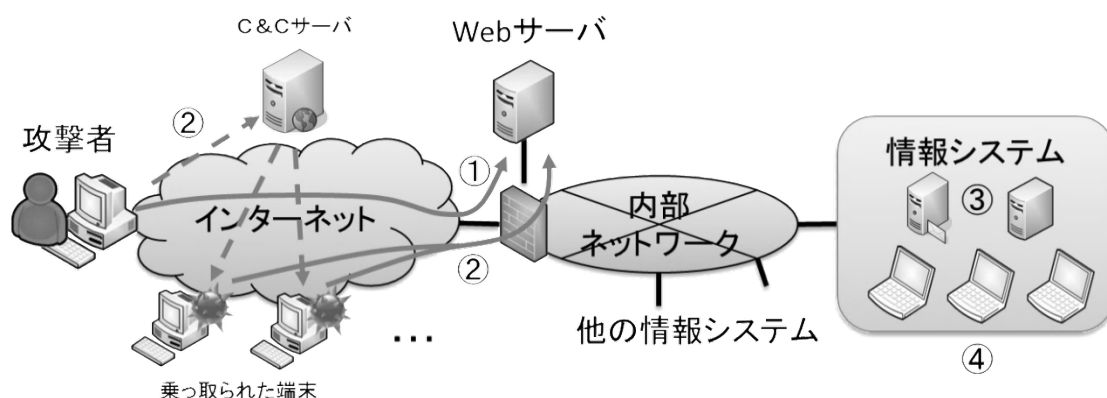 C&Cサーバ
Webサーバ
②
攻撃者
①
情報システム
③
インターネット
内部
ネットワーク
②
他の情報システム
④
…
乗っ取られた端末